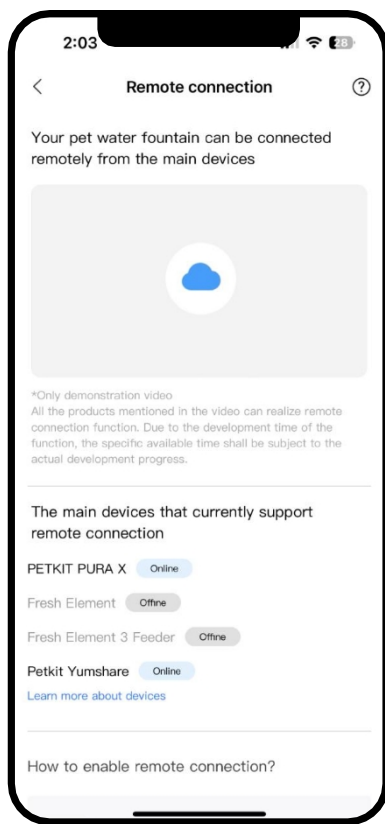 2:03
28
Remote connection
?
Your pet water fountain can be connected
remotely from the main devices
*Only demonstration video
All the products mentioned in the video can realize remote
connection function. Due to the development time of the
function, the specific available time shall be subject to the
actual development progress.
The main devices that currently support
remote connection
PETKIT PURA X Online
Fresh Element Offine
Fresh Element 3 Feeder Offine
Petkit Yumshare Online
Learn more about devices
How to enable remote connection?